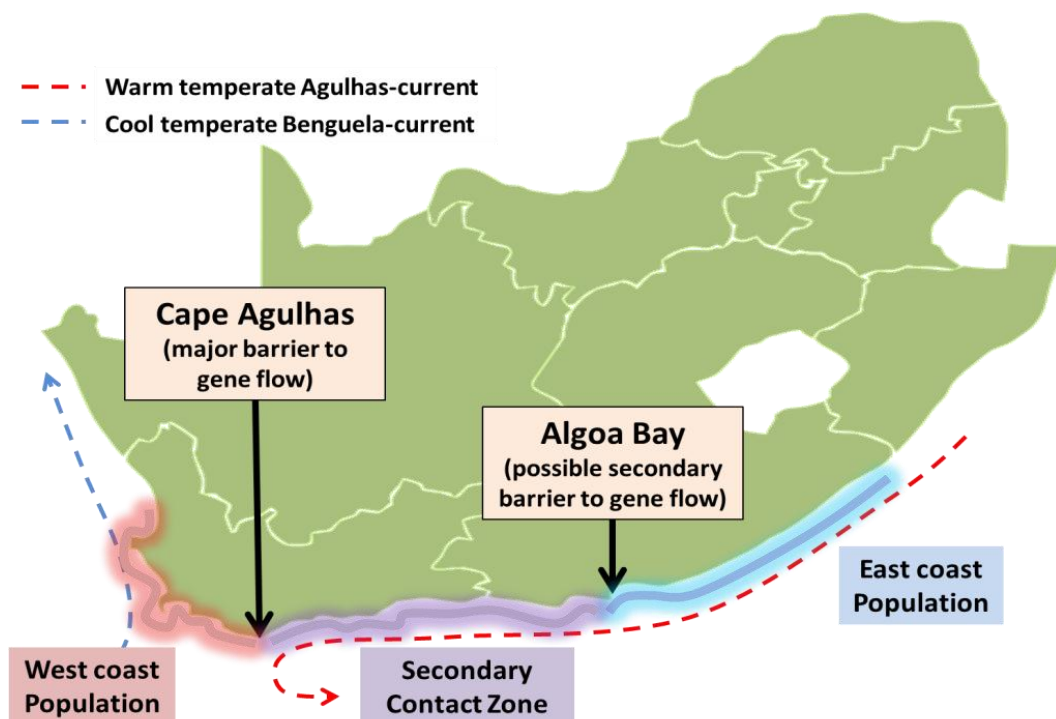 Warm temperate Agulhas-current
Cool temperate Benguela-current
Cape Agulhas
(major barrier to
gene flow)
Algoa Bay
(possible secondary
barrier to gene flow)
East coast
Population
West coast
Population
Secondary
Contact Zone